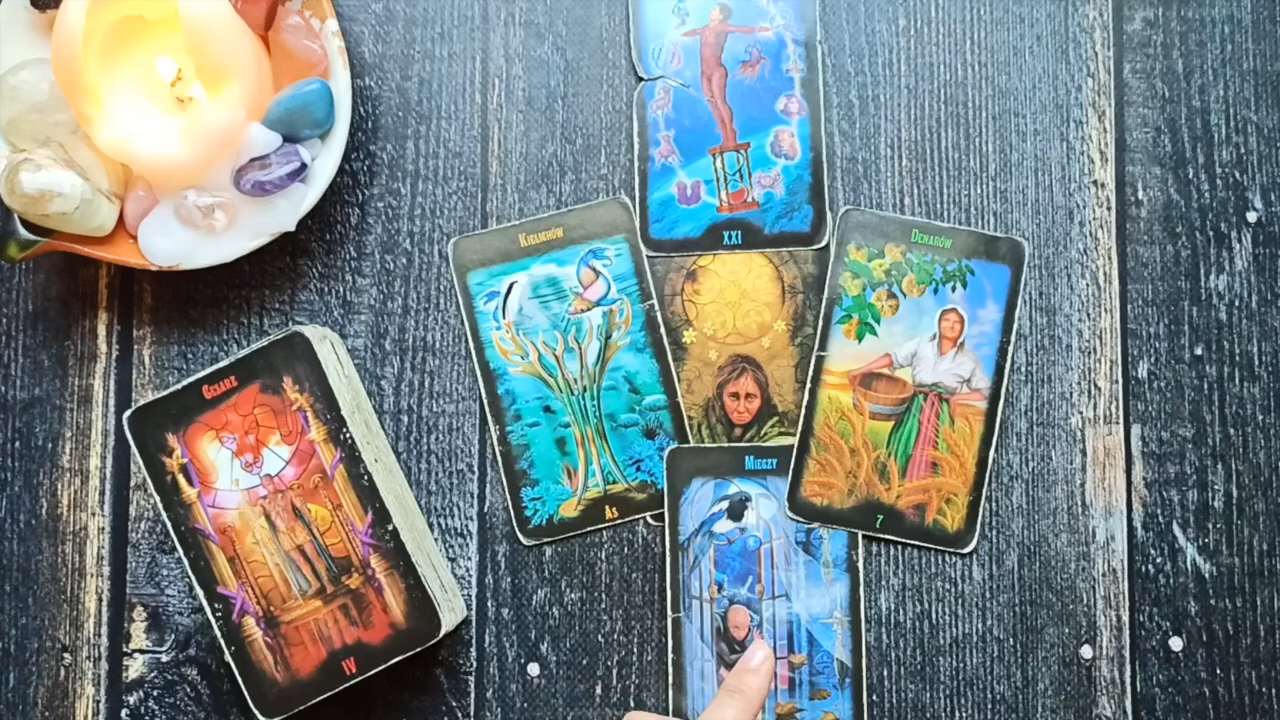 XXI
KIELICHÓW
DENARÓW
CESARZ
MIECZY
AS
7
IV